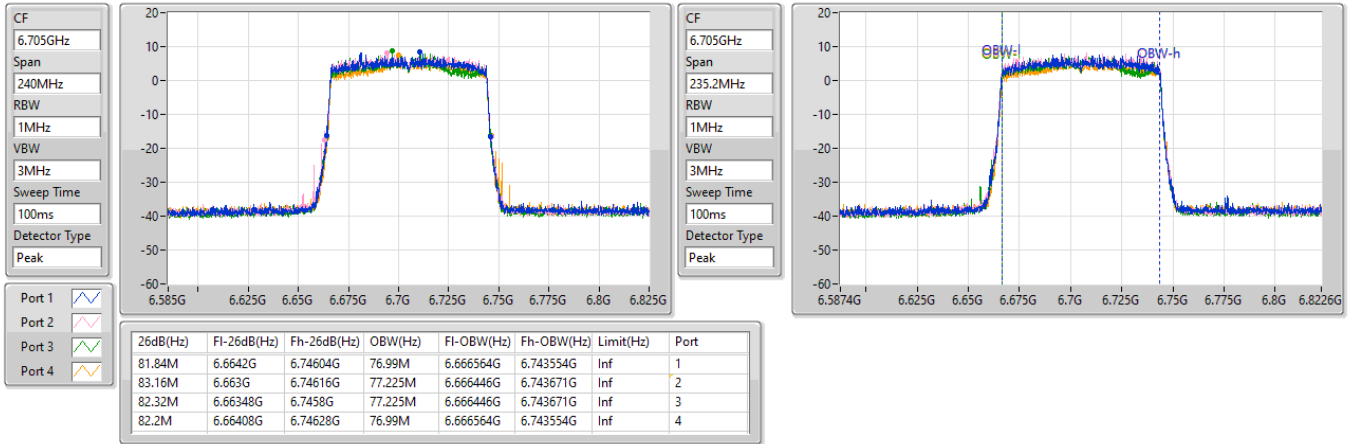 CF
6.705GHz
Span
240MHz
RBW
1MHz
VBW
3MHz
Sweep Time
100ms
Detector Type
Peak
20
10
0
-10
-20
-30
-40
-50
-60
6.585G 6.625G 6.65G 6.675G 6.7G 6.725G 6.75G 6.775G 6.8G 6.825G
CF
6.705GHz
Span
235.2MHz
RBW
1MHz
VBW
3MHz
Sweep Time
100ms
Detector Type
Peak
20
10
0
-10
-20
-30
-40
-50
-60
OBW-l OBW-h
6.5874G 6.625G 6.65G 6.675G 6.7G 6.725G 6.75G 6.775G 6.8G 6.8226G
Port 1
Port 2
Port 3
Port 4
26dB(Hz) Fl-26dB(Hz) Fh-26dB(Hz) OBW(Hz) Fl-OBW(Hz) Fh-OBW(Hz) Limit(Hz) Port
81.84M 6.6642G 6.74604G 76.99M 6.666564G 6.743554G Inf 1
83.16M 6.663G 6.74616G 77.225M 6.666446G 6.743671G Inf 2
82.32M 6.66348G 6.7458G 77.225M 6.666446G 6.743671G Inf 3
82.2M 6.66408G 6.74628G 76.99M 6.666564G 6.743554G Inf 4